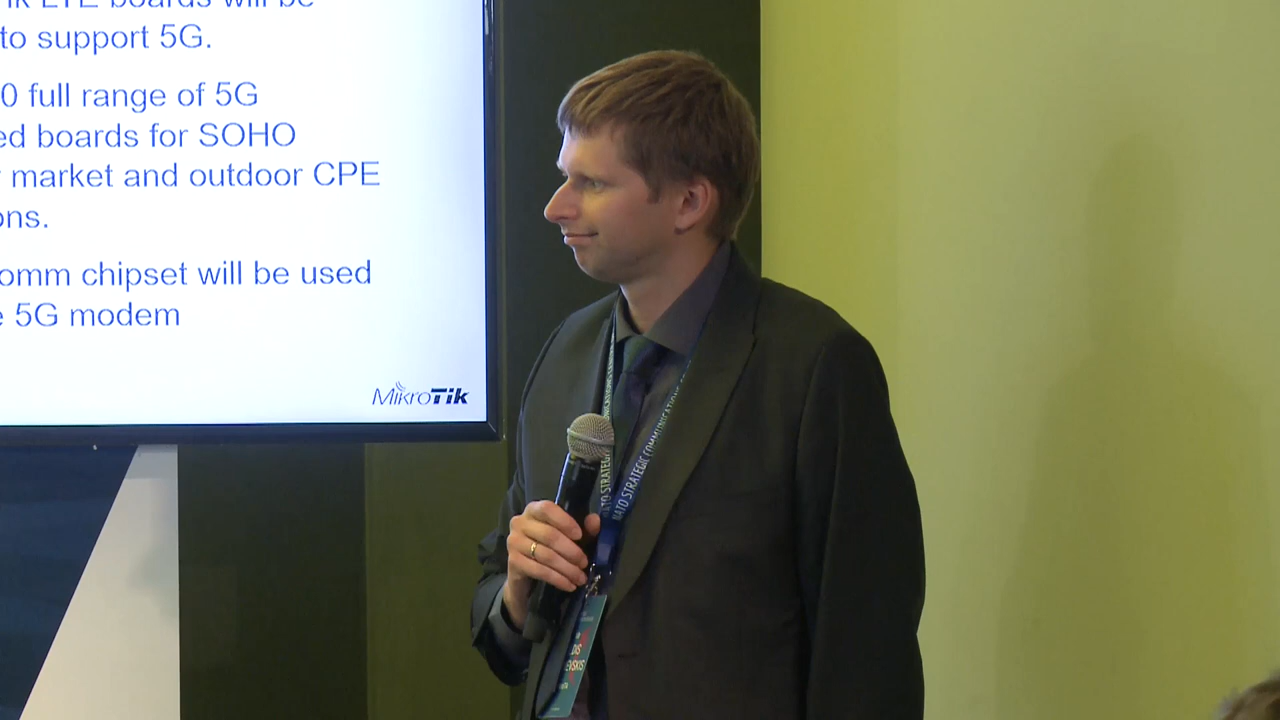 to support 5G.
0 full range of 5G
ed boards for SOHO
market and outdoor CPE
ons.
omm chipset will be used
5G modem
MikroTik
NATO STRATEGIC COMMUNICATIONS